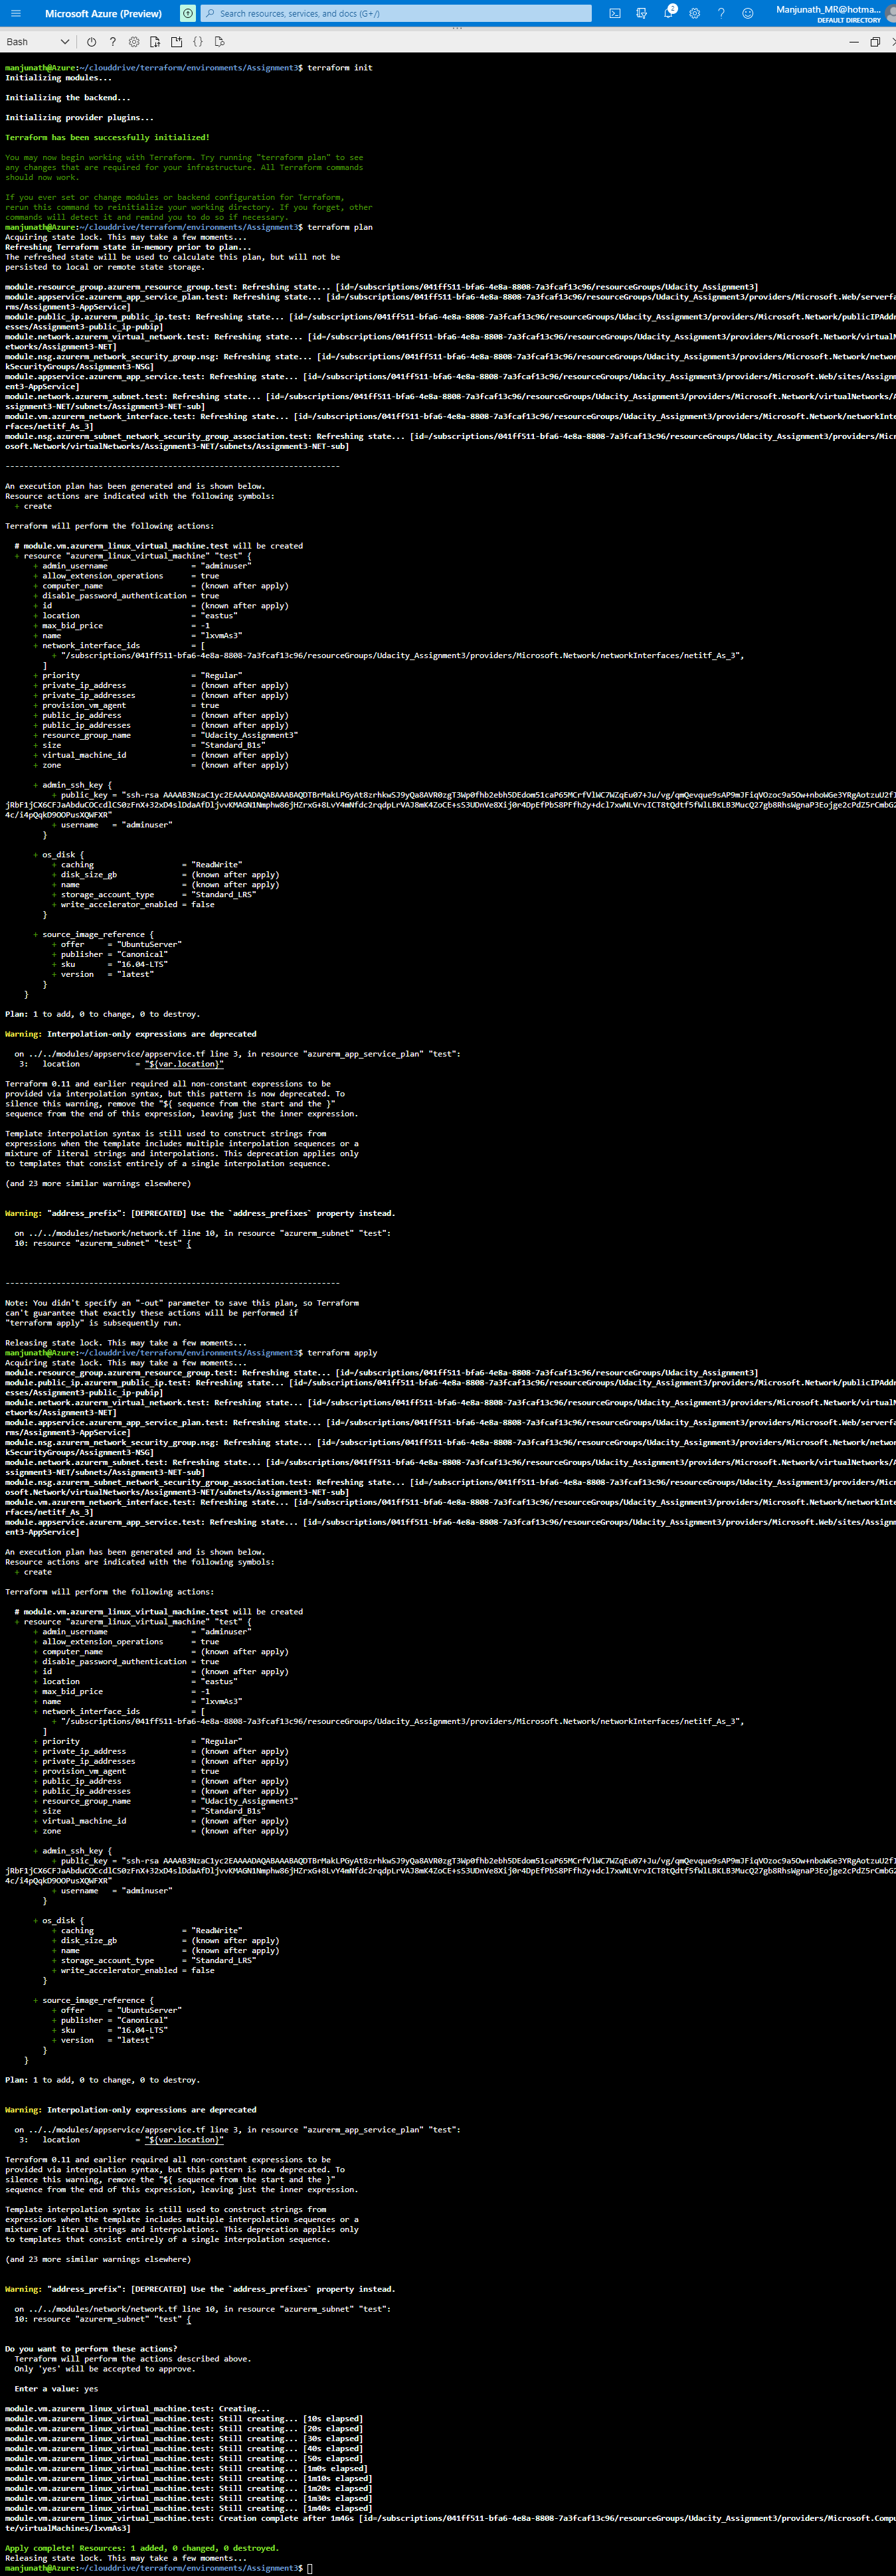 Microsoft Azure (Preview)
Search resources, services, and docs (G+/)
2
Manjunath_MR@hotma...
DEFAULT DIRECTORY
Bash
manjunath@Azure:~/clouddrive/terraform/environments/Assignment3$ terraform init
Initializing modules...
Initializing the backend...
Initializing provider plugins...
Terraform has been successfully initialized!
You may now begin working with Terraform. Try running "terraform plan" to see
any changes that are required for your infrastructure. All Terraform commands
should now work.
If you ever set or change modules or backend configuration for Terraform,
rerun this command to reinitialize your working directory. If you forget, other
commands will detect it and remind you to do so if necessary.
manjunath@Azure:~/clouddrive/terraform/environments/Assignment3$ terraform plan
Acquiring state lock. This may take a few moments...
Refreshing Terraform state in-memory prior to plan...
The refreshed state will be used to calculate this plan, but will not be
persisted to local or remote state storage.
module.resource_group.azurerm_resource_group.test: Refreshing state... [id=/subscriptions/041ff511-bfa6-4e8a-8808-7a3fcaf13c96/resourceGroups/Udacity_Assignment3]
module.appservice.azurerm_app_service_plan.test: Refreshing state... [id=/subscriptions/041ff511-bfa6-4e8a-8808-7a3fcaf13c96/resourceGroups/Udacity_Assignment3/providers/Microsoft.Web/serverfa
rms/Assignment3-AppService]
module.public_ip.azurerm_public_ip.test: Refreshing state... [id=/subscriptions/041ff511-bfa6-4e8a-8808-7a3fcaf13c96/resourceGroups/Udacity_Assignment3/providers/Microsoft.Network/publicIPAddr
esses/Assignment3-public_ip-pubip]
module.network.azurerm_virtual_network.test: Refreshing state... [id=/subscriptions/041ff511-bfa6-4e8a-8808-7a3fcaf13c96/resourceGroups/Udacity_Assignment3/providers/Microsoft.Network/virtualN
etworks/Assignment3-NET]
module.nsg.azurerm_network_security_group.nsg: Refreshing state... [id=/subscriptions/041ff511-bfa6-4e8a-8808-7a3fcaf13c96/resourceGroups/Udacity_Assignment3/providers/Microsoft.Network/networ
kSecurityGroups/Assignment3-NSG]
module.appservice.azurerm_app_service.test: Refreshing state... [id=/subscriptions/041ff511-bfa6-4e8a-8808-7a3fcaf13c96/resourceGroups/Udacity_Assignment3/providers/Microsoft.Web/sites/Assignm
ent3-AppService]
module.network.azurerm_subnet.test: Refreshing state... [id=/subscriptions/041ff511-bfa6-4e8a-8808-7a3fcaf13c96/resourceGroups/Udacity_Assignment3/providers/Microsoft.Network/virtualNetworks/A
ssignment3-NET/subnets/Assignment3-NET-sub]
module.vm.azurerm_network_interface.test: Refreshing state... [id=/subscriptions/041ff511-bfa6-4e8a-8808-7a3fcaf13c96/resourceGroups/Udacity_Assignment3/providers/Microsoft.Network/networkInte
rfaces/netitf_As_3]
module.nsg.azurerm_subnet_network_security_group_association.test: Refreshing state... [id=/subscriptions/041ff511-bfa6-4e8a-8808-7a3fcaf13c96/resourceGroups/Udacity_Assignment3/providers/Micr
osoft.Network/virtualNetworks/Assignment3-NET/subnets/Assignment3-NET-sub]
------------------------------------------------------------------------
An execution plan has been generated and is shown below.
Resource actions are indicated with the following symbols:
+ create
Terraform will perform the following actions:
# module.vm.azurerm_linux_virtual_machine.test will be created
+ resource "azurerm_linux_virtual_machine" "test" {
+ admin_username = "adminuser"
+ allow_extension_operations = true
+ computer_name = (known after apply)
+ disable_password_authentication = true
+ id = (known after apply)
+ location = "eastus"
+ max_bid_price = -1
+ name = "lxvmAs3"
+ network_interface_ids = [
+ "/subscriptions/041ff511-bfa6-4e8a-8808-7a3fcaf13c96/resourceGroups/Udacity_Assignment3/providers/Microsoft.Network/networkInterfaces/netitf_As_3",
]
+ priority = "Regular"
+ private_ip_address = (known after apply)
+ private_ip_addresses = (known after apply)
+ provision_vm_agent = true
+ public_ip_address = (known after apply)
+ public_ip_addresses = (known after apply)
+ resource_group_name = "Udacity_Assignment3"
+ size = "Standard_B1s"
+ virtual_machine_id = (known after apply)
+ zone = (known after apply)
+ admin_ssh_key {
+ public_key = "ssh-rsa
+ username = "adminuser"
}
+ os_disk {
+ caching = "ReadWrite"
+ disk_size_gb = (known after apply)
+ name = (known after apply)
+ storage_account_type = "Standard_LRS"
+ write_accelerator_enabled = false
}
+ source_image_reference {
+ offer = "UbuntuServer"
+ publisher = "Canonical"
+ sku = "16.04-LTS"
+ version = "latest"
}
}
Plan: 1 to add, 0 to change, 0 to destroy.
Warning: Interpolation-only expressions are deprecated
on ../../modules/appservice/appservice.tf line 3, in resource "azurerm_app_service_plan" "test":
3: location = "${var.location}"
Terraform 0.11 and earlier required all non-constant expressions to be
provided via interpolation syntax, but this pattern is now deprecated. To
silence this warning, remove the "${ sequence from the start and the }"
sequence from the end of this expression, leaving just the inner expression.
Template interpolation syntax is still used to construct strings from
expressions when the template includes multiple interpolation sequences or a
mixture of literal strings and interpolations. This deprecation applies only
to templates that consist entirely of a single interpolation sequence.
(and 23 more similar warnings elsewhere)
Warning: "address_prefix": [DEPRECATED] Use the `address_prefixes` property instead.
on ../../modules/network/network.tf line 10, in resource "azurerm_subnet" "test":
10: resource "azurerm_subnet" "test" {
------------------------------------------------------------------------
Note: You didn't specify an "-out" parameter to save this plan, so Terraform
can't guarantee that exactly these actions will be performed if
"terraform apply" is subsequently run.
Releasing state lock. This may take a few moments...
manjunath@Azure:~/clouddrive/terraform/environments/Assignment3$ terraform apply
Acquiring state lock. This may take a few moments...
module.resource_group.azurerm_resource_group.test: Refreshing state... [id=/subscriptions/041ff511-bfa6-4e8a-8808-7a3fcaf13c96/resourceGroups/Udacity_Assignment3]
module.public_ip.azurerm_public_ip.test: Refreshing state... [id=/subscriptions/041ff511-bfa6-4e8a-8808-7a3fcaf13c96/resourceGroups/Udacity_Assignment3/providers/Microsoft.Network/publicIPAddr
esses/Assignment3-public_ip-pubip]
module.network.azurerm_virtual_network.test: Refreshing state... [id=/subscriptions/041ff511-bfa6-4e8a-8808-7a3fcaf13c96/resourceGroups/Udacity_Assignment3/providers/Microsoft.Network/virtualN
etworks/Assignment3-NET]
module.appservice.azurerm_app_service_plan.test: Refreshing state... [id=/subscriptions/041ff511-bfa6-4e8a-8808-7a3fcaf13c96/resourceGroups/Udacity_Assignment3/providers/Microsoft.Web/serverfa
rms/Assignment3-AppService]
module.nsg.azurerm_network_security_group.nsg: Refreshing state... [id=/subscriptions/041ff511-bfa6-4e8a-8808-7a3fcaf13c96/resourceGroups/Udacity_Assignment3/providers/Microsoft.Network/networ
kSecurityGroups/Assignment3-NSG]
module.network.azurerm_subnet.test: Refreshing state... [id=/subscriptions/041ff511-bfa6-4e8a-8808-7a3fcaf13c96/resourceGroups/Udacity_Assignment3/providers/Microsoft.Network/virtualNetworks/A
ssignment3-NET/subnets/Assignment3-NET-sub]
module.nsg.azurerm_subnet_network_security_group_association.test: Refreshing state... [id=/subscriptions/041ff511-bfa6-4e8a-8808-7a3fcaf13c96/resourceGroups/Udacity_Assignment3/providers/Micr
osoft.Network/virtualNetworks/Assignment3-NET/subnets/Assignment3-NET-sub]
module.vm.azurerm_network_interface.test: Refreshing state... [id=/subscriptions/041ff511-bfa6-4e8a-8808-7a3fcaf13c96/resourceGroups/Udacity_Assignment3/providers/Microsoft.Network/networkInte
rfaces/netitf_As_3]
module.appservice.azurerm_app_service.test: Refreshing state... [id=/subscriptions/041ff511-bfa6-4e8a-8808-7a3fcaf13c96/resourceGroups/Udacity_Assignment3/providers/Microsoft.Web/sites/Assignm
ent3-AppService]
An execution plan has been generated and is shown below.
Resource actions are indicated with the following symbols:
+ create
Terraform will perform the following actions:
# module.vm.azurerm_linux_virtual_machine.test will be created
+ resource "azurerm_linux_virtual_machine" "test" {
+ admin_username = "adminuser"
+ allow_extension_operations = true
+ computer_name = (known after apply)
+ disable_password_authentication = true
+ id = (known after apply)
+ location = "eastus"
+ max_bid_price = -1
+ name = "lxvmAs3"
+ network_interface_ids = [
+ "/subscriptions/041ff511-bfa6-4e8a-8808-7a3fcaf13c96/resourceGroups/Udacity_Assignment3/providers/Microsoft.Network/networkInterfaces/netitf_As_3",
]
+ priority = "Regular"
+ private_ip_address = (known after apply)
+ private_ip_addresses = (known after apply)
+ provision_vm_agent = true
+ public_ip_address = (known after apply)
+ public_ip_addresses = (known after apply)
+ resource_group_name = "Udacity_Assignment3"
+ size = "Standard_B1s"
+ virtual_machine_id = (known after apply)
+ zone = (known after apply)
+ admin_ssh_key {
+ public_key = "ssh-rsa
+ username = "adminuser"
}
+ os_disk {
+ caching = "ReadWrite"
+ disk_size_gb = (known after apply)
+ name = (known after apply)
+ storage_account_type = "Standard_LRS"
+ write_accelerator_enabled = false
}
+ source_image_reference {
+ offer = "UbuntuServer"
+ publisher = "Canonical"
+ sku = "16.04-LTS"
+ version = "latest"
}
}
Plan: 1 to add, 0 to change, 0 to destroy.
Warning: Interpolation-only expressions are deprecated
on ../../modules/appservice/appservice.tf line 3, in resource "azurerm_app_service_plan" "test":
3: location = "${var.location}"
Terraform 0.11 and earlier required all non-constant expressions to be
provided via interpolation syntax, but this pattern is now deprecated. To
silence this warning, remove the "${ sequence from the start and the }"
sequence from the end of this expression, leaving just the inner expression.
Template interpolation syntax is still used to construct strings from
expressions when the template includes multiple interpolation sequences or a
mixture of literal strings and interpolations. This deprecation applies only
to templates that consist entirely of a single interpolation sequence.
(and 23 more similar warnings elsewhere)
Warning: "address_prefix": [DEPRECATED] Use the `address_prefixes` property instead.
on ../../modules/network/network.tf line 10, in resource "azurerm_subnet" "test":
10: resource "azurerm_subnet" "test" {
Do you want to perform these actions?
Terraform will perform the actions described above.
Only 'yes' will be accepted to approve.
Enter a value: yes
module.vm.azurerm_linux_virtual_machine.test: Creating...
module.vm.azurerm_linux_virtual_machine.test: Still creating... [10s elapsed]
module.vm.azurerm_linux_virtual_machine.test: Still creating... [20s elapsed]
module.vm.azurerm_linux_virtual_machine.test: Still creating... [30s elapsed]
module.vm.azurerm_linux_virtual_machine.test: Still creating... [40s elapsed]
module.vm.azurerm_linux_virtual_machine.test: Still creating... [50s elapsed]
module.vm.azurerm_linux_virtual_machine.test: Still creating... [1m0s elapsed]
module.vm.azurerm_linux_virtual_machine.test: Still creating... [1m10s elapsed]
module.vm.azurerm_linux_virtual_machine.test: Still creating... [1m20s elapsed]
module.vm.azurerm_linux_virtual_machine.test: Still creating... [1m30s elapsed]
module.vm.azurerm_linux_virtual_machine.test: Still creating... [1m40s elapsed]
module.vm.azurerm_linux_virtual_machine.test: Creation complete after 1m46s [id=/subscriptions/041ff511-bfa6-4e8a-8808-7a3fcaf13c96/resourceGroups/Udacity_Assignment3/providers/Microsoft.Compu
te/virtualMachines/lxvmAs3]
Apply complete! Resources: 1 added, 0 changed, 0 destroyed.
Releasing state lock. This may take a few moments...
manjunath@Azure:~/clouddrive/terraform/environments/Assignment3$